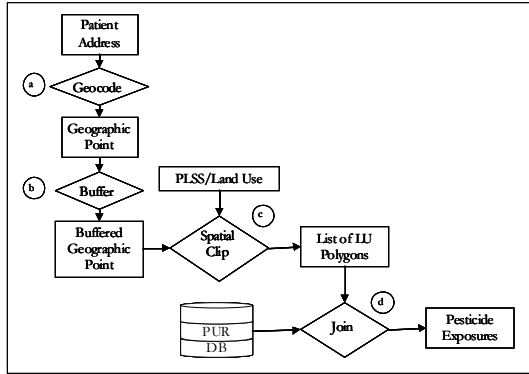 Patient
Address
a
Geocode
Geographic
Point
b
Buffer
PLSS/Land Use
c
Buffered
Geographic
Point
Spatial
Clip
List of LU
Polygons
d
PUR
DB
Join
Pesticide
Exposures